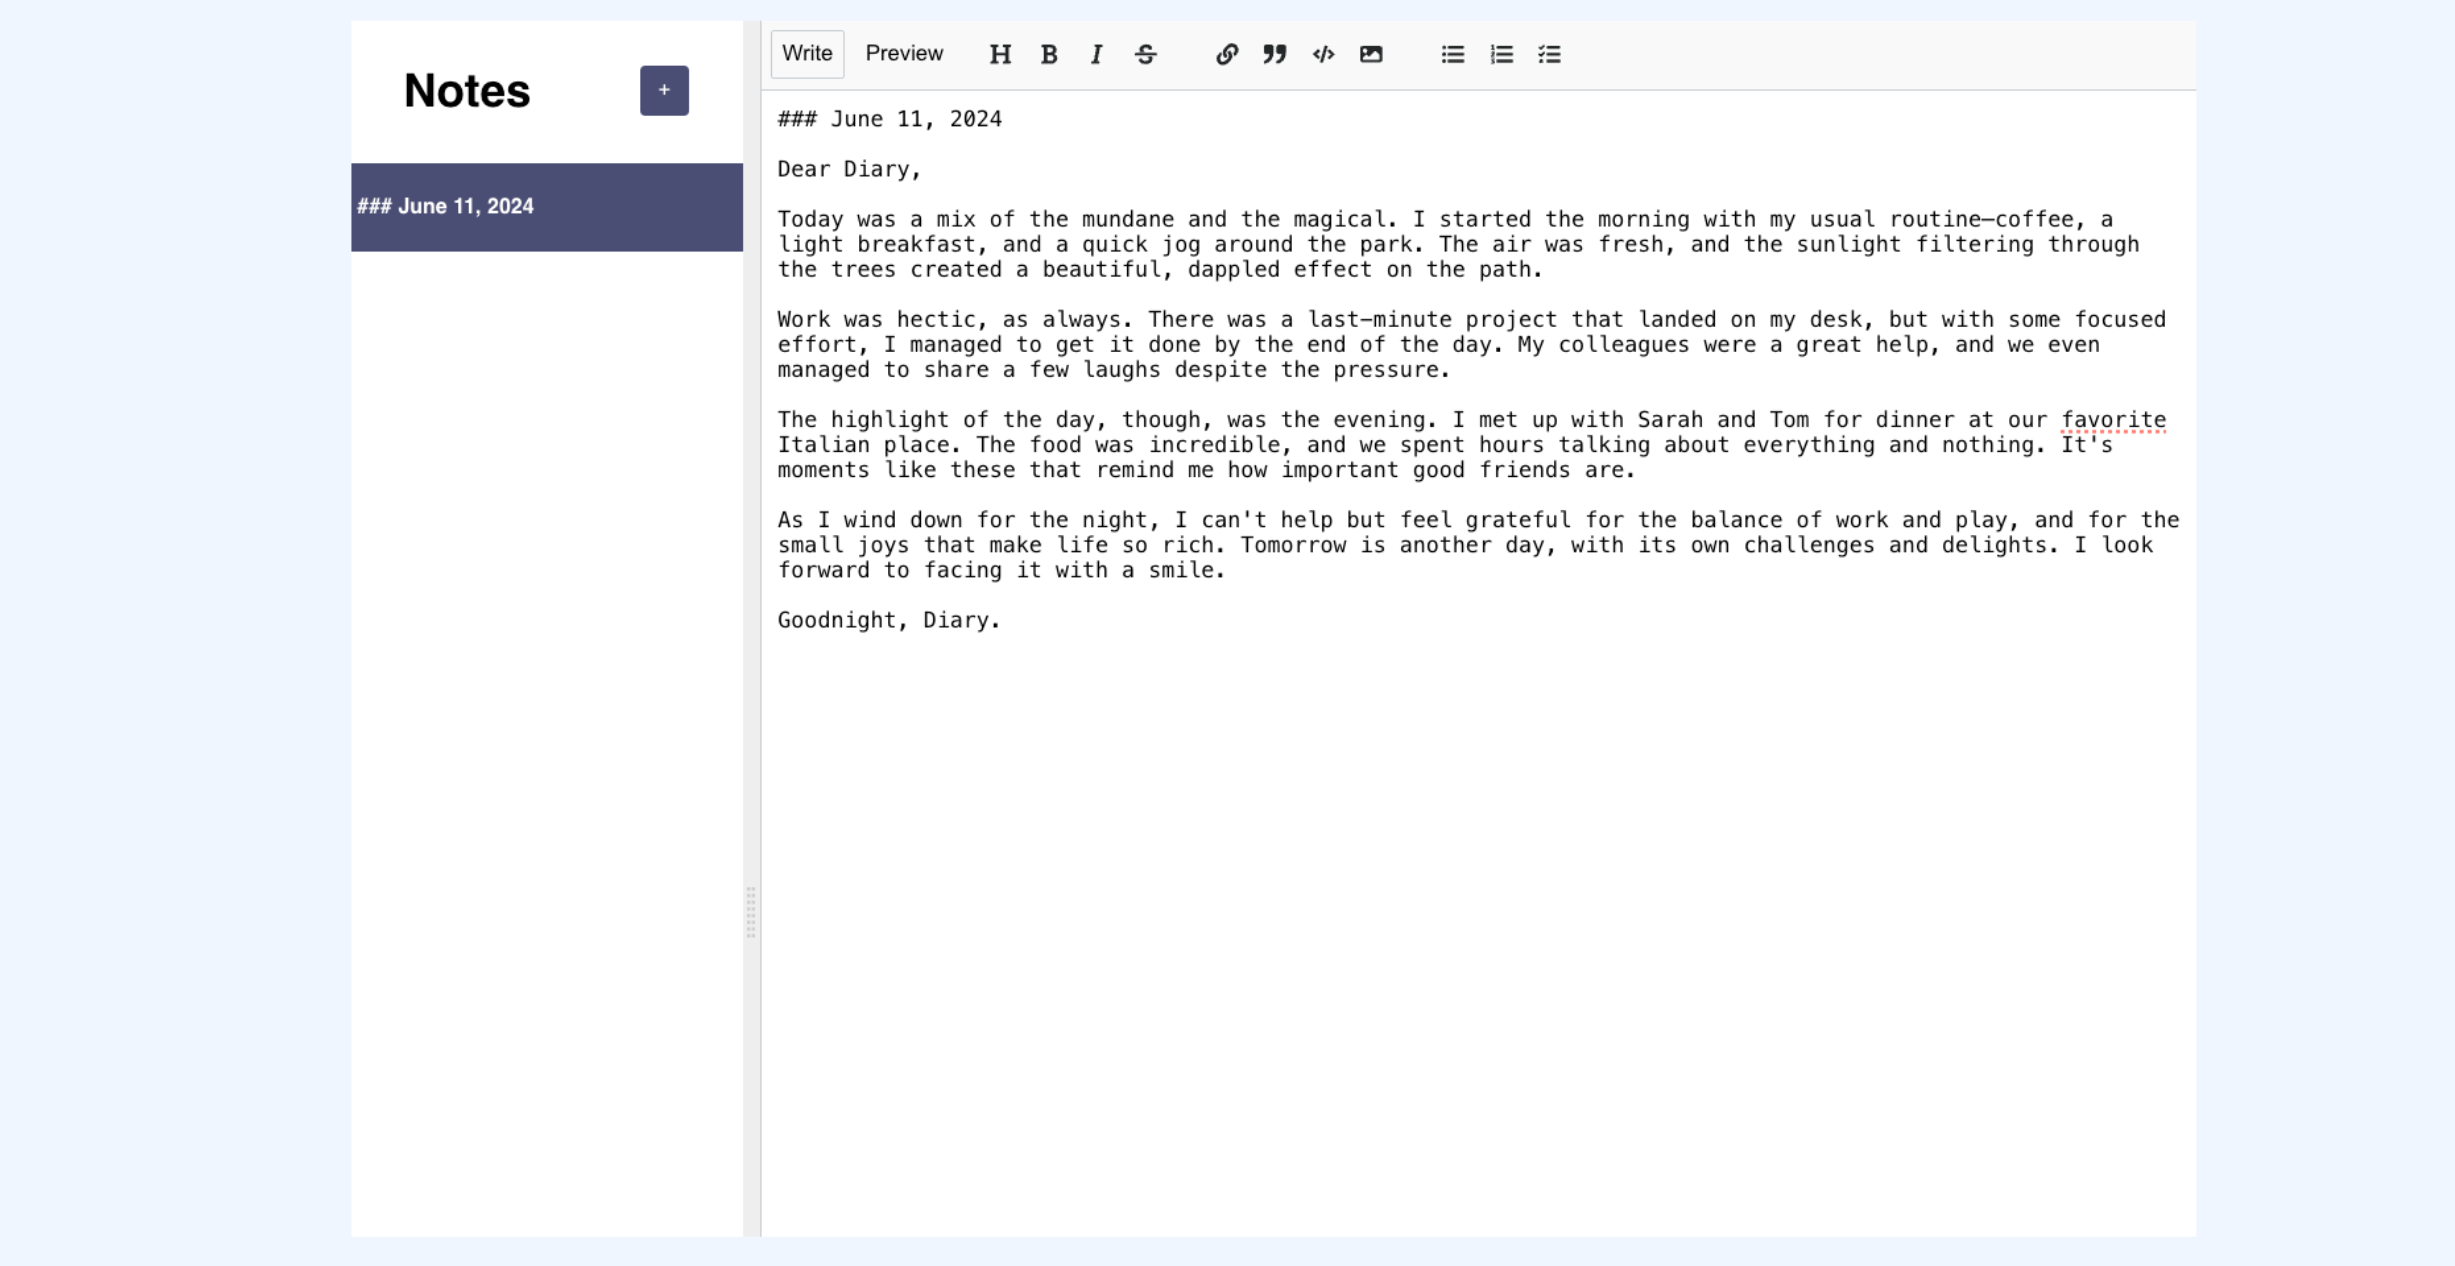 Notes
+
### June 11, 2024
Write Preview H B I S
### June 11, 2024
Dear Diary,
Today was a mix of the mundane and the magical. I started the morning with my usual routine—coffee, a
light breakfast, and a quick jog around the park. The air was fresh, and the sunlight filtering through
the trees created a beautiful, dappled effect on the path.
Work was hectic, as always. There was a last-minute project that landed on my desk, but with some focused
effort, I managed to get it done by the end of the day. My colleagues were a great help, and we even
managed to share a few laughs despite the pressure.
The highlight of the day, though, was the evening. I met up with Sarah and Tom for dinner at our favorite
Italian place. The food was incredible, and we spent hours talking about everything and nothing. It's
moments like these that remind me how important good friends are.
As I wind down for the night, I can't help but feel grateful for the balance of work and play, and for the
small joys that make life so rich. Tomorrow is another day, with its own challenges and delights. I look
forward to facing it with a smile.
Goodnight, Diary.